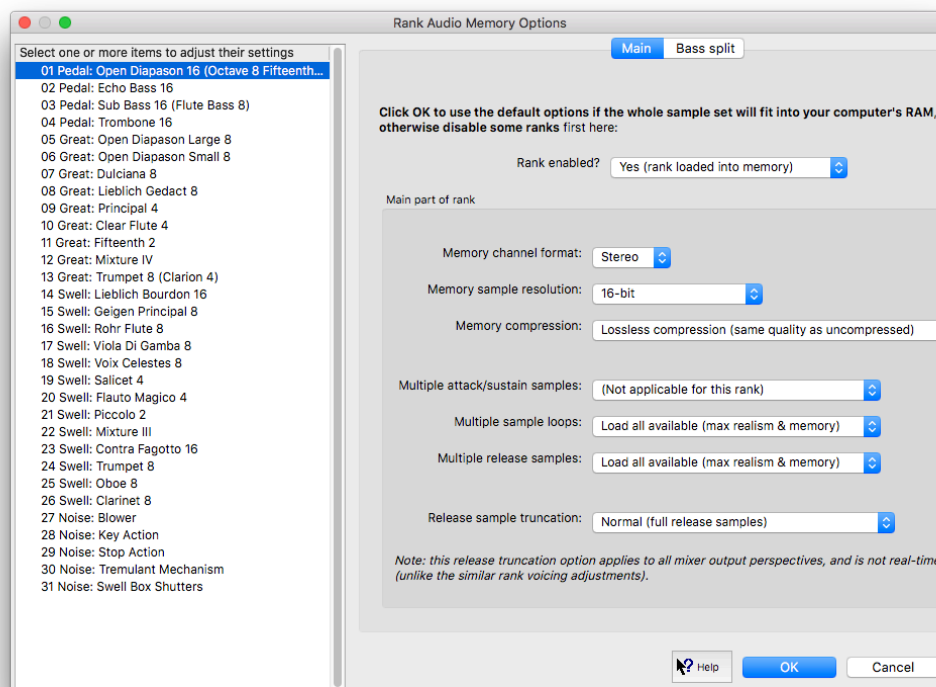 Rank Audio Memory Options
Select one or more items to adjust their settings
01 Pedal: Open Diapason 16 (Octave 8 Fifteenth...
02 Pedal: Echo Bass 16
03 Pedal: Sub Bass 16 (Flute Bass 8)
04 Pedal: Trombone 16
05 Great: Open Diapason Large 8
06 Great: Open Diapason Small 8
07 Great: Dulciana 8
08 Great: Lieblich Gedact 8
09 Great: Principal 4
10 Great: Clear Flute 4
11 Great: Fifteenth 2
12 Great: Mixture IV
13 Great: Trumpet 8 (Clarion 4)
14 Swell: Lieblich Bourdon 16
15 Swell: Geigen Principal 8
16 Swell: Rohr Flute 8
17 Swell: Viola Di Gamba 8
18 Swell: Voix Celestes 8
19 Swell: Salicet 4
20 Swell: Flauto Magico 4
21 Swell: Piccolo 2
22 Swell: Mixture III
23 Swell: Contra Fagotto 16
24 Swell: Trumpet 8
25 Swell: Oboe 8
26 Swell: Clarinet 8
27 Noise: Blower
28 Noise: Key Action
29 Noise: Stop Action
30 Noise: Tremulant Mechanism
31 Noise: Swell Box Shutters
Main Bass split
Click OK to use the default options if the whole sample set will fit into your computer's RAM,
otherwise disable some ranks first here:
Rank enabled? Yes (rank loaded into memory)
Main part of rank
Memory channel format: Stereo
Memory sample resolution: 16-bit
Memory compression: Lossless compression (same quality as uncompressed)
Multiple attack/sustain samples: (Not applicable for this rank)
Multiple sample loops: Load all available (max realism & memory)
Multiple release samples: Load all available (max realism & memory)
Release sample truncation: Normal (full release samples)
Note: this release truncation option applies to all mixer output perspectives, and is not real-time
(unlike the similar rank voicing adjustments).
Help OK Cancel